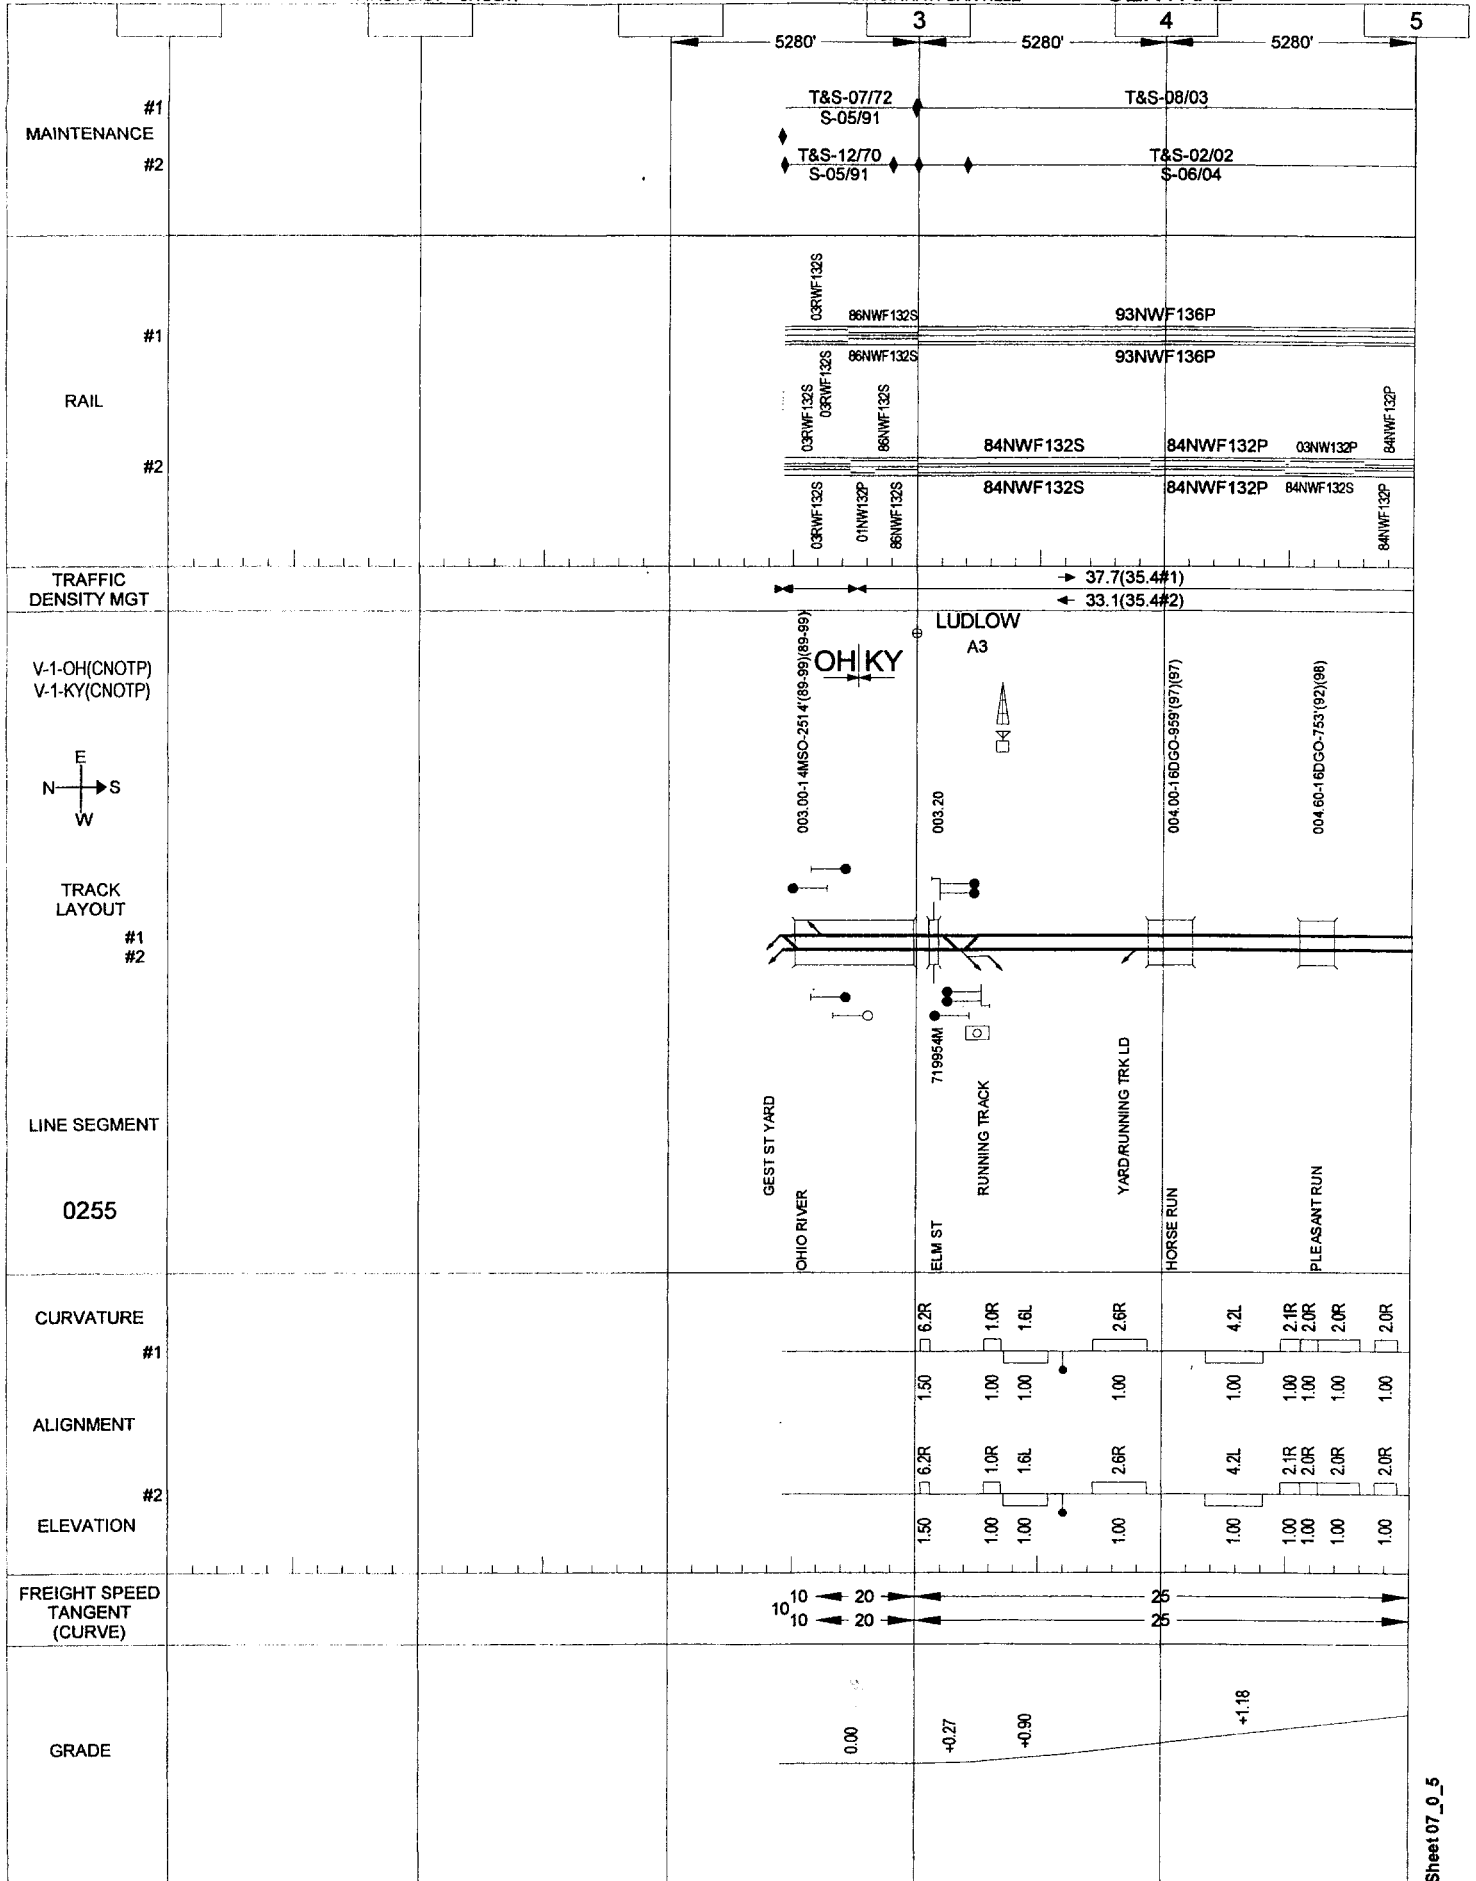 3
4
5
5280'
5280'
5280'
#1
MAINTENANCE
#2
T&S-07/72
S-05/91
T&S-08/03
T&S-12/70
S-05/91
T&S-02/02
S-06/04
#1
RAIL
#2
03RWF132S
86NWF132S
93NWF136P
03RWF132S
86NWF132S
93NWF136P
03RWF132S
86NWF132S
84NWF132S
84NWF132P
03NW132P
84NWF132P
03RWF132S
01NW132P
86NWF132S
84NWF132S
84NWF132P
84NWF132S
84NWF132P
TRAFFIC
DENSITY MGT
37.7(35.4#1)
33.1(35.4#2)
V-1-OH(CNOTP)
V-1-KY(CNOTP)
OH KY
LUDLOW
A3
003.00-14MSO-2514'(89-99)(89-99)
003.20
004.00-16DGO-959'(97)(97)
004.60-16DGO-753'(92)(98)
E
N S
W
TRACK
LAYOUT
#1
#2
719954M
LINE SEGMENT
0255
GEST ST YARD
OHIO RIVER
ELM ST
RUNNING TRACK
YARD/RUNNING TRK LD
HORSE RUN
PLEASANT RUN
CURVATURE
#1
6.2R
1.0R
1.6L
2.6R
4.2L
2.1R
2.0R
2.0R
2.0R
1.50
1.00
1.00
1.00
1.00
1.00
1.00
1.00
1.00
ALIGNMENT
#2
6.2R
1.0R
1.6L
2.6R
4.2L
2.1R
2.0R
2.0R
2.0R
ELEVATION
1.50
1.00
1.00
1.00
1.00
1.00
1.00
1.00
1.00
FREIGHT SPEED
TANGENT
(CURVE)
10 20 25
10
10 20 25
GRADE
0.00
+0.27
+0.90
+1.18
Sheet 07_0_5